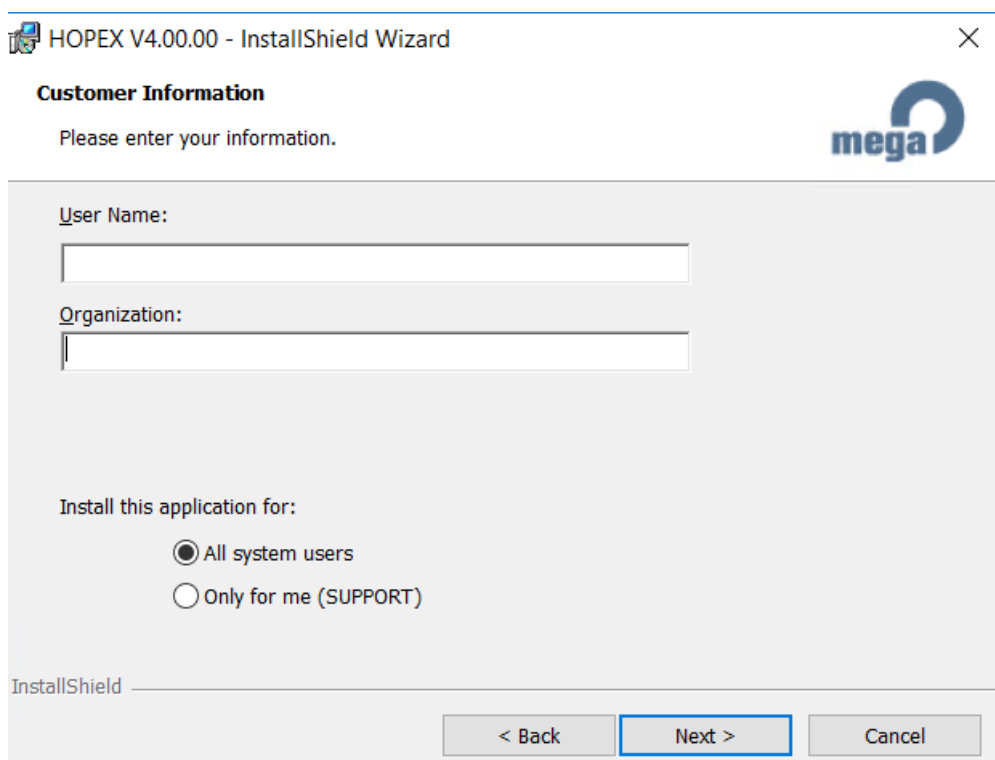 HOPEX V4.00.00 - InstallShield Wizard
Customer Information
Please enter your information.
mega
User Name:
Organization:
Install this application for:
All system users
Only for me (SUPPORT)
InstallShield
< Back Next > Cancel